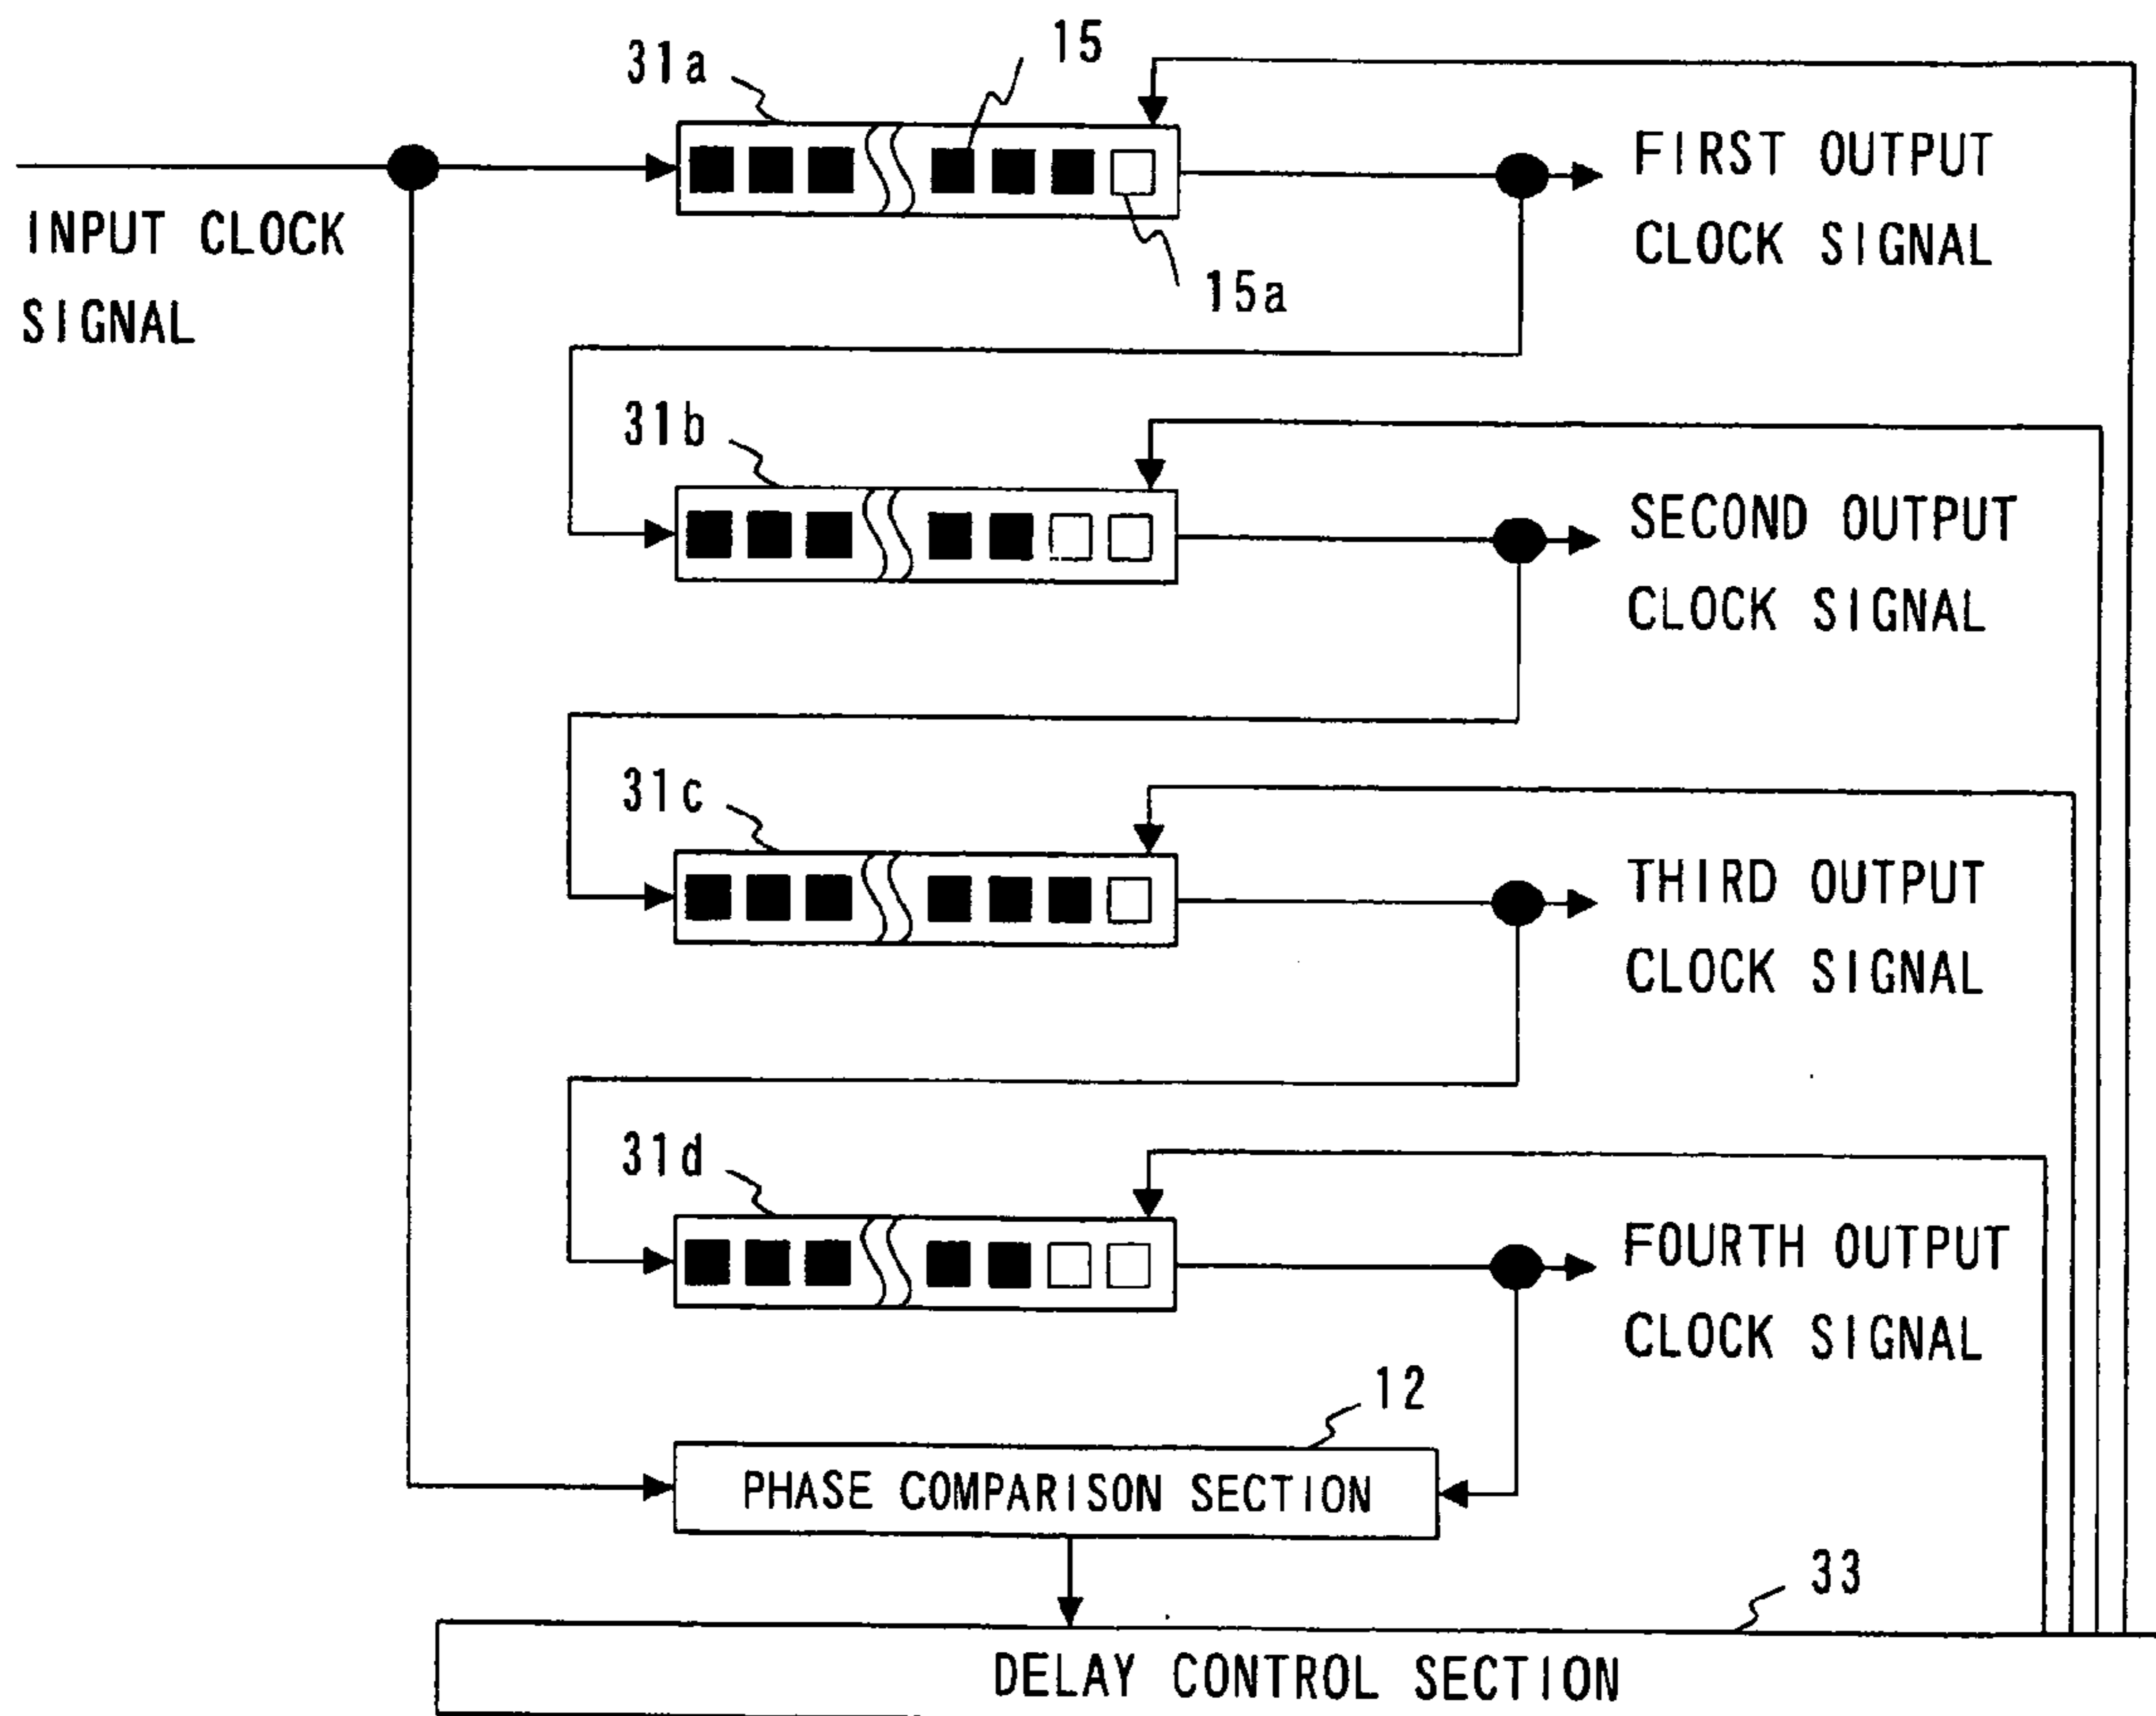 15
31a
FIRST OUTPUT
CLOCK SIGNAL
INPUT CLOCK
SIGNAL
15a
31b
SECOND OUTPUT
CLOCK SIGNAL
31c
THIRD OUTPUT
CLOCK SIGNAL
31d
FOURTH OUTPUT
CLOCK SIGNAL
12
PHASE COMPARISON SECTION
33
DELAY CONTROL SECTION